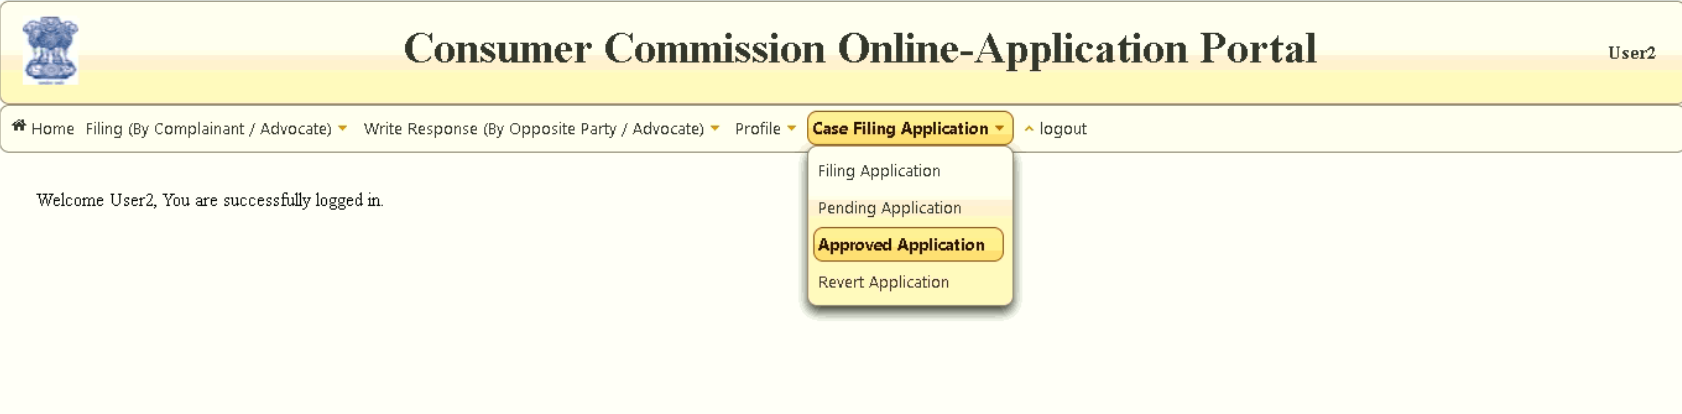 Consumer Commission Online-Application Portal
User2
Home Filing (By Complainant / Advocate) Write Response (By Opposite Party / Advocate) Profile Case Filing Application logout
Filing Application
Welcome User2, You are successfully logged in.
Pending Application
Approved Application
Revert Application